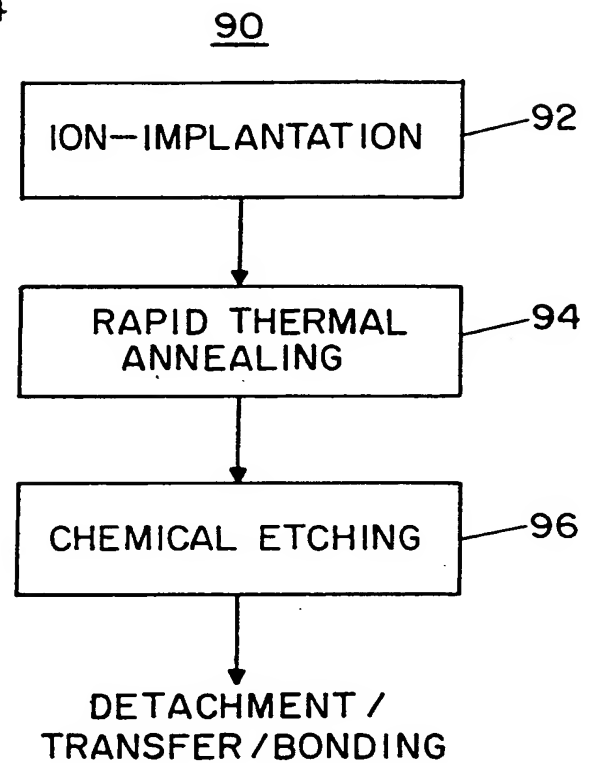 90
ION-IMPLANTATION
92
RAPID THERMAL
ANNEALING
94
CHEMICAL ETCHING
96
DETACHMENT/
TRANSFER/BONDING